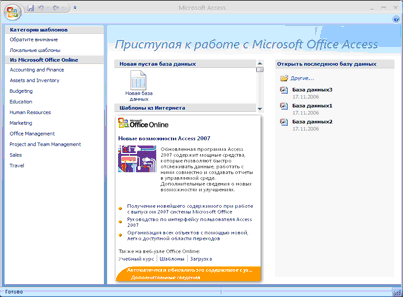 Microsoft Access
Категории шаблонов
Обратите внимание
Локальные шаблоны
Из Microsoft Office Online
Accounting and Finance
Assets and Inventory
Budgeting
Education
Human Resources
Marketing
Office Management
Project and Team Management
Sales
Travel
Приступая к работе с Microsoft Office Access
Новая пустая база данных
Новая база данных
Шаблоны из Интернета
Office Online
Новые возможности Access 2007
Обновленная программа Access
2007 содержит мощные средства,
которые позволяют быстро
отслеживать данные, работать с
ними совместно и создавать отчеты
в управляемой среде.
Дополнительные сведения о новых
возможности и улучшениях.
Получение новейшего содержимого при работе
с выпуском 2007 системы Microsoft Office
Руководство по интерфейсу пользователя Access
2007
Организация всех объектов с помощью новой,
легко доступной области переходов
Также на веб-узле Office Online:
Учебный курс | Шаблоны | Загрузка
Автоматически обновлять это содержимое с у...
Дополнительные сведения
Открыть последнюю базу данных
Другие...
База данных3
17.11.2006
База данных1
17.11.2006
База данных2
17.11.2006
Готово